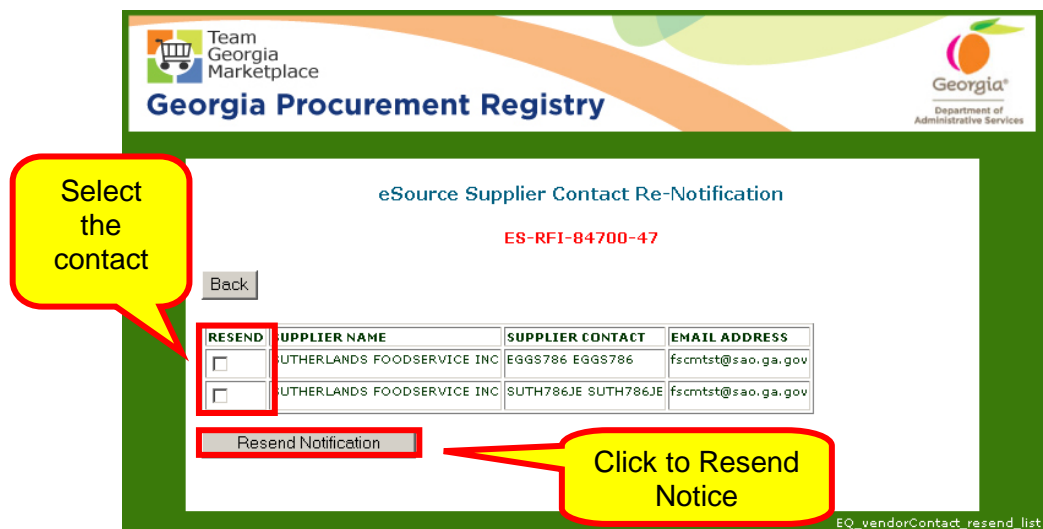 Team
Georgia
Marketplace
Georgia Procurement Registry
Georgia®
Department of
Administrative Services
Select
the
contact
eSource Supplier Contact Re-Notification
ES-RFI-84700-47
Back
RESEND SUPPLIER NAME SUPPLIER CONTACT EMAIL ADDRESS
SUTHERLANDS FOODSERVICE INC EGGS786 EGGS786 fscmtst@sao.ga.gov
SUTHERLANDS FOODSERVICE INC SUTH786JE SUTH786JE fscmtst@sao.ga.gov
Resend Notification
Click to Resend
Notice
EQ_vendorContact_resend_list